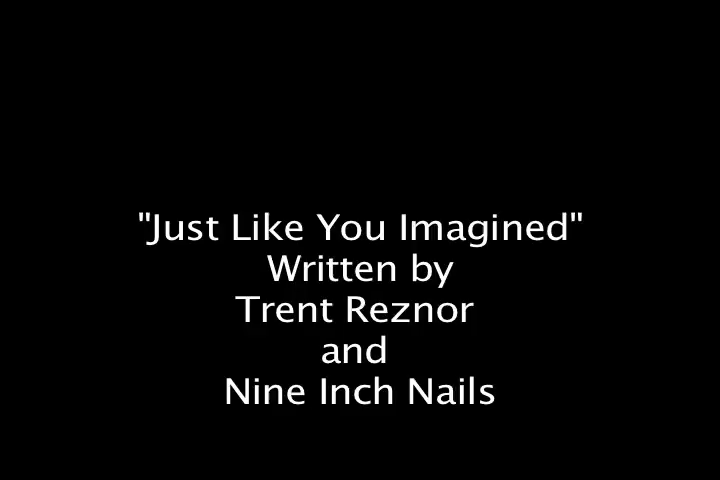 "Just Like You Imagined"
Written by
Trent Reznor
and
Nine Inch Nails